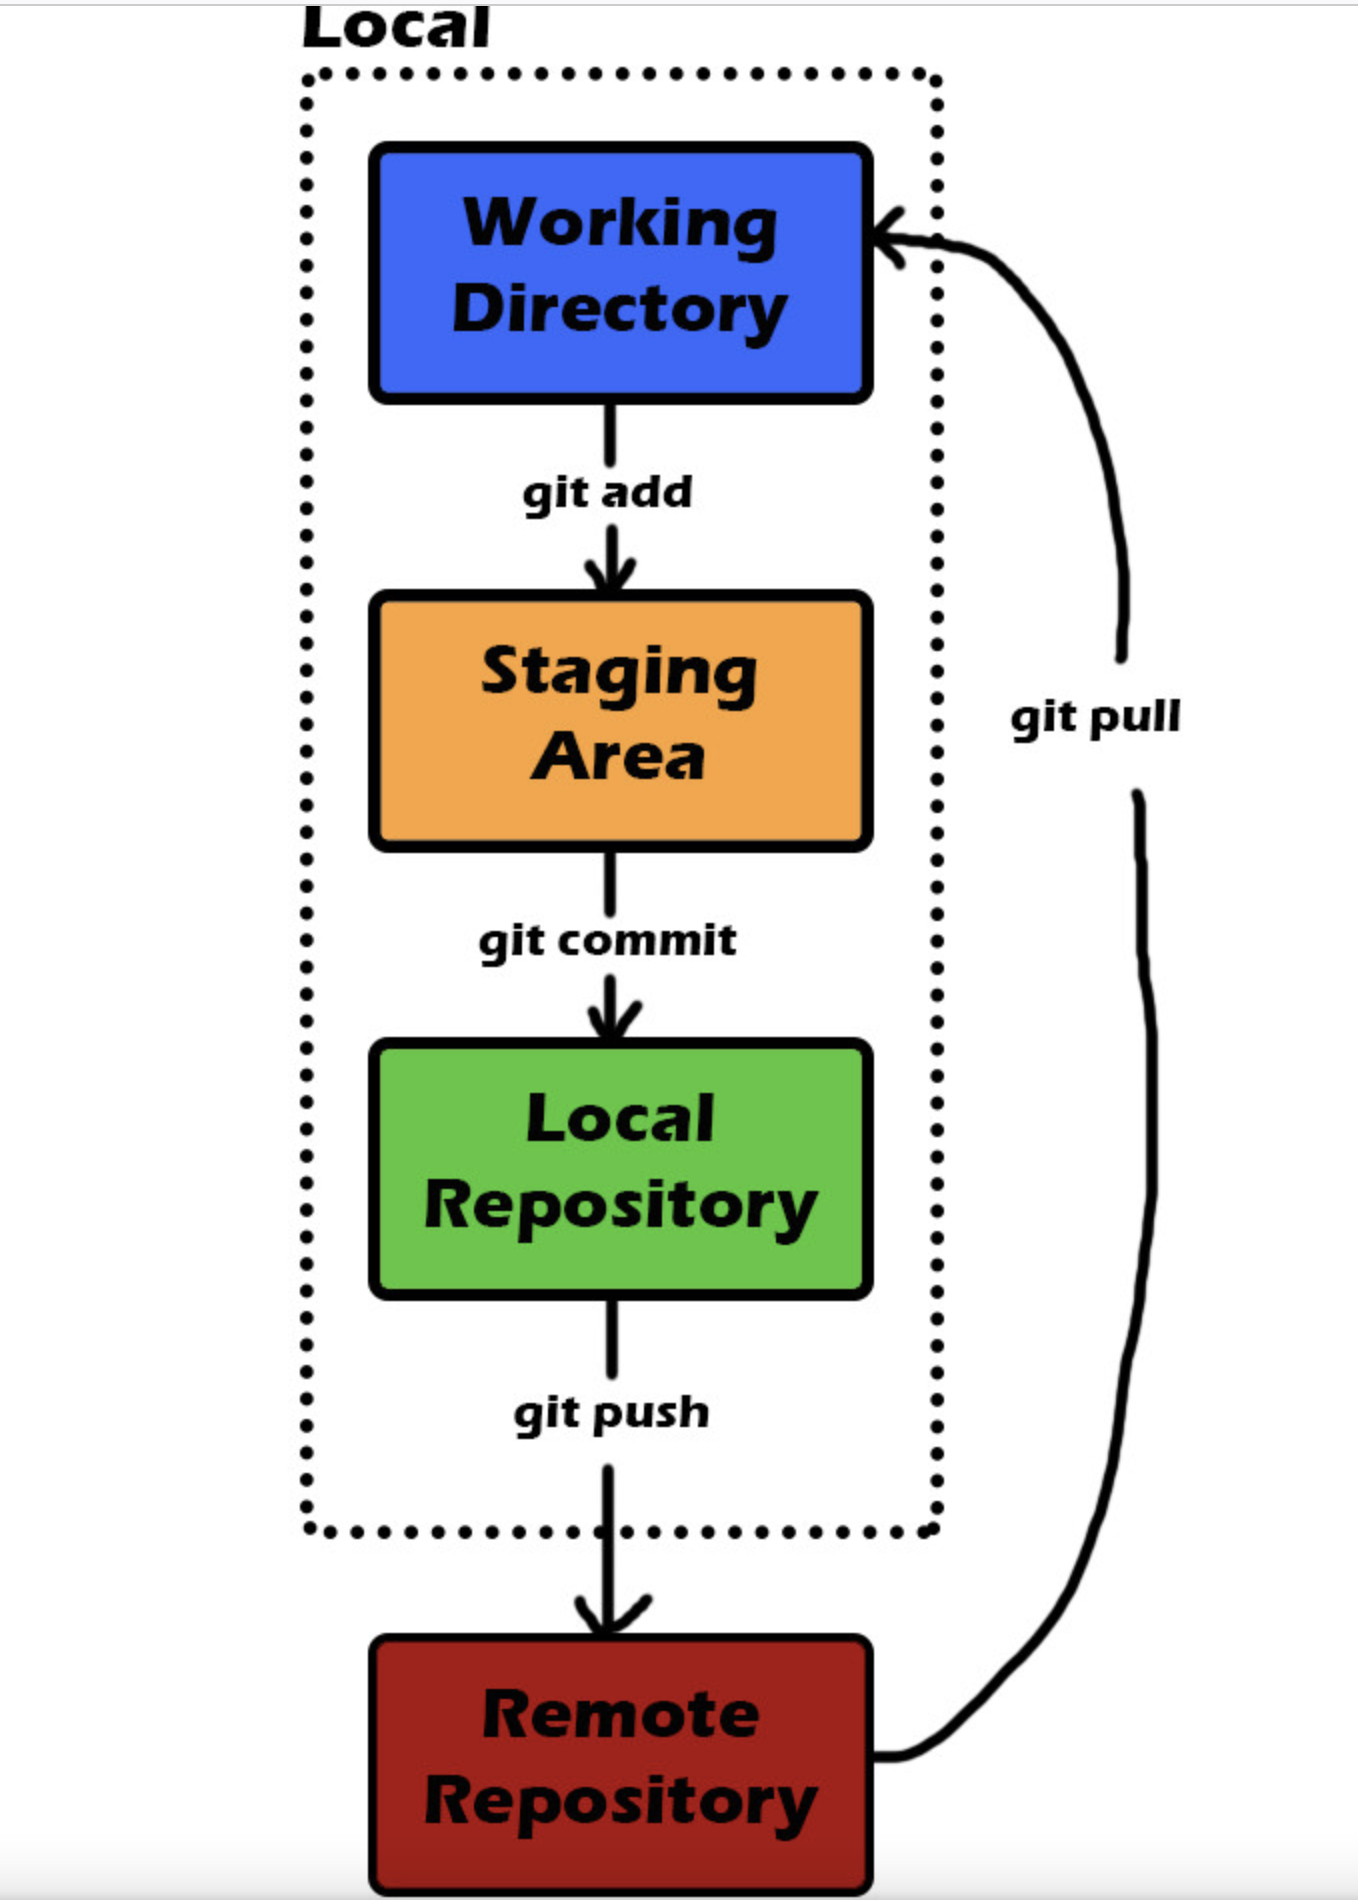 Local
Working
Directory
git add
Staging
Area
git pull
git commit
Local
Repository
git push
Remote
Repository